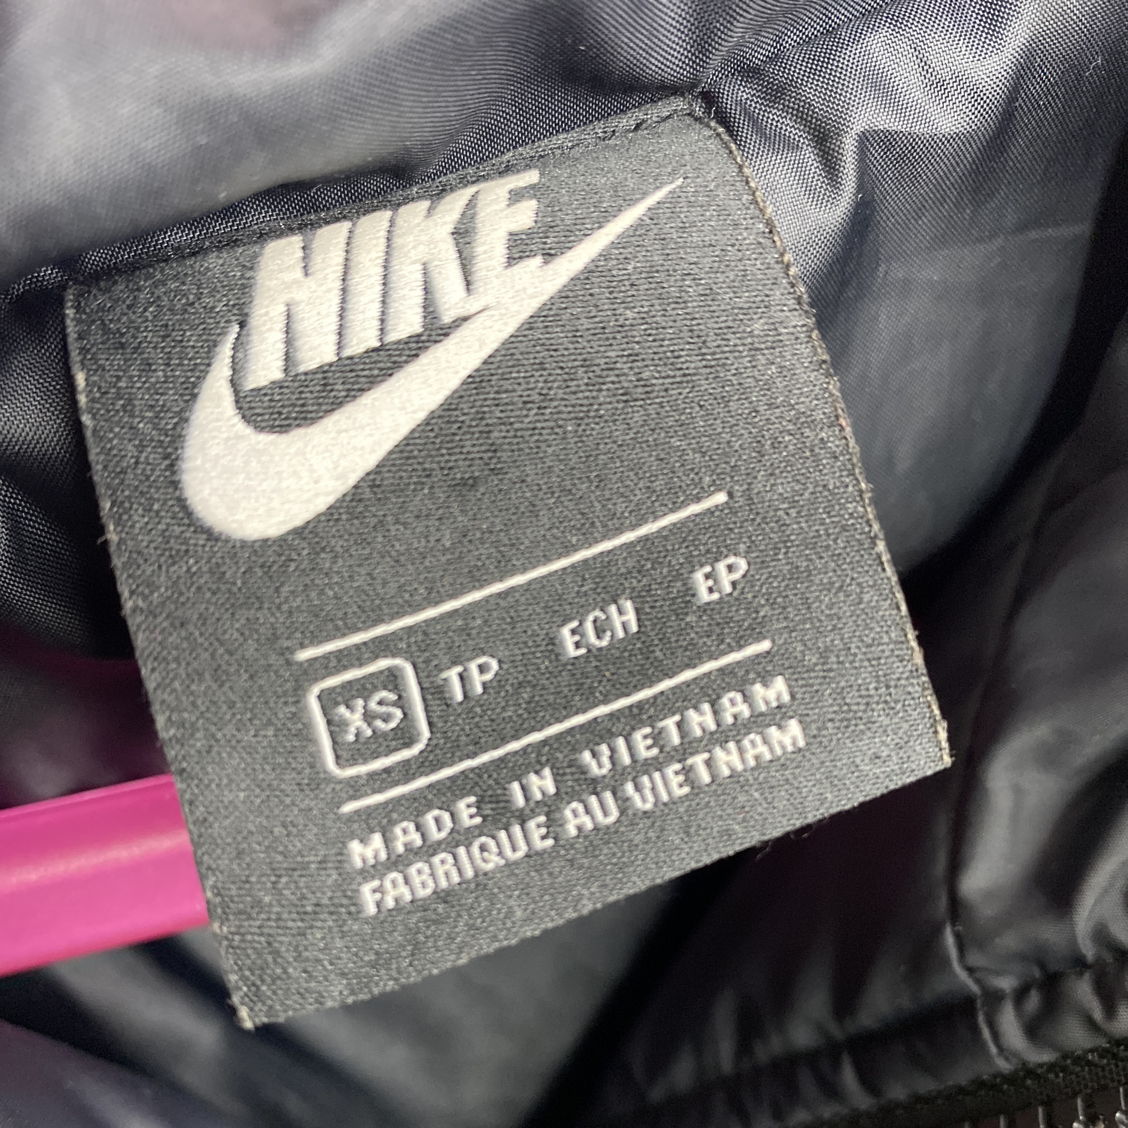 NIKE
XS TP ECH EP
MADE IN VIETNAM
FABRIQUE AU VIETNAM